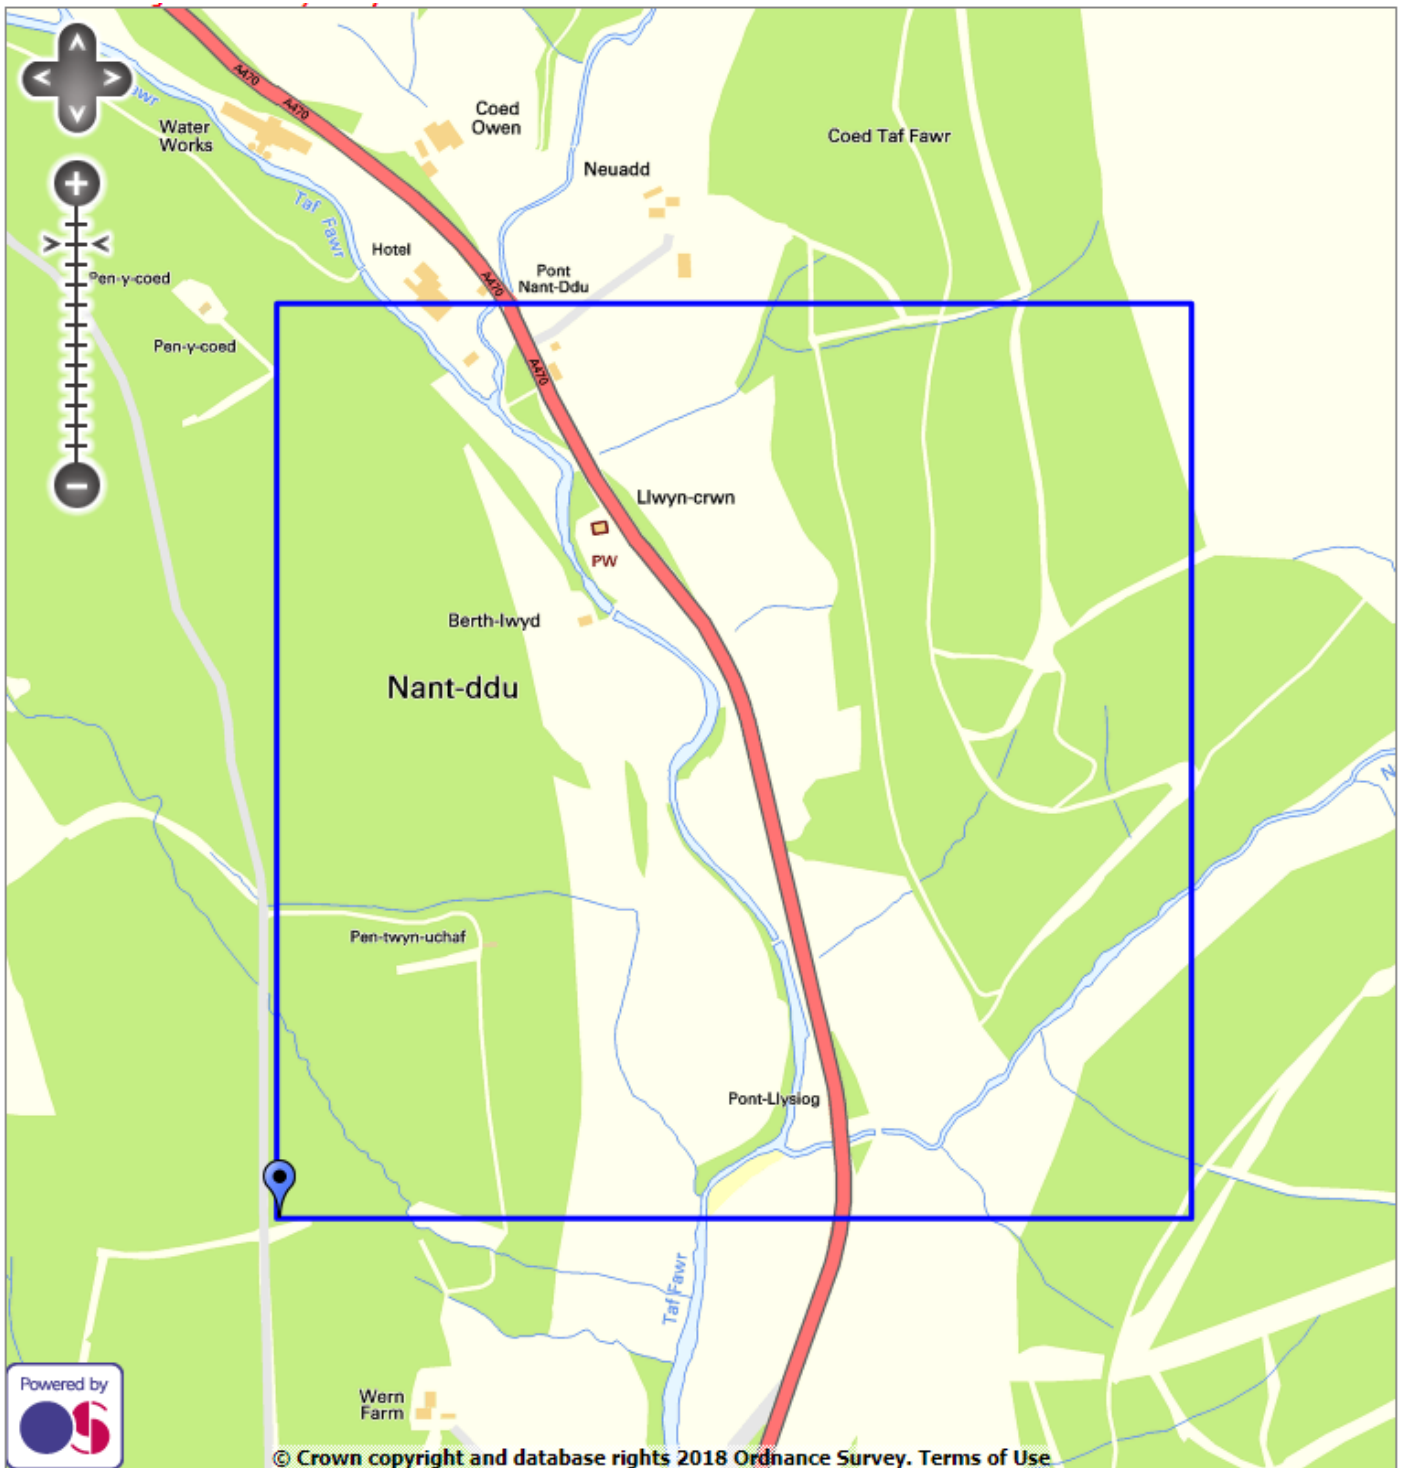 A470
A470
awr
Water
Works
Coed
Owen
Neuadd
Coed Taf Fawr
Taf Fawr
Hotel
Pont
Nant-Ddu
A470
Pen-y-coed
Pen-y-coed
A470
Llwyn-crwn
PW
Berth-lwyd
Nant-ddu
N
Pen-twyn-uchaf
Pont-Llysiog
Taf Fawr
Wern
Farm
Powered by
OS
© Crown copyright and database rights 2018 Ordnance Survey. Terms of Use